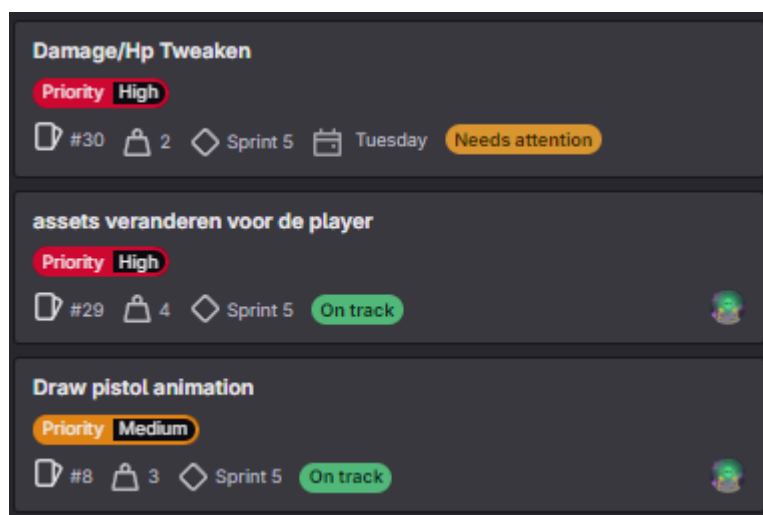 Damage/Hp Tweaken
Priority High
#30 2 Sprint 5 Tuesday Needs attention
assets veranderen voor de player
Priority High
#29 4 Sprint 5 On track
Draw pistol animation
Priority Medium
#8 3 Sprint 5 On track